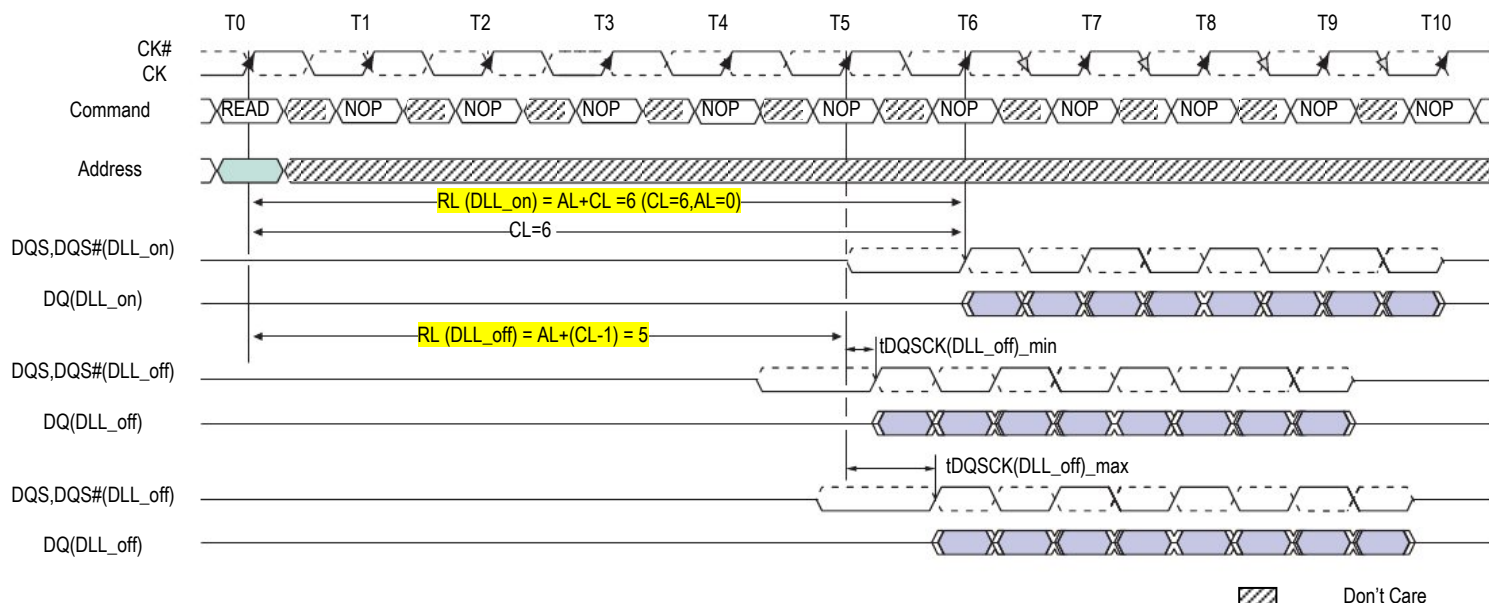 T0 T1 T2 T3 T4 T5 T6 T7 T8 T9 T10
CK#
CK
Command READ NOP NOP NOP NOP NOP NOP NOP NOP NOP NOP
Address
RL (DLL_on) = AL+CL =6 (CL=6,AL=0)
CL=6
DQS,DQS#(DLL_on)
DQ(DLL_on)
RL (DLL_off) = AL+(CL-1) = 5
tDQSCK(DLL_off)_min
DQS,DQS#(DLL_off)
DQ(DLL_off)
tDQSCK(DLL_off)_max
DQS,DQS#(DLL_off)
DQ(DLL_off)
Don't Care